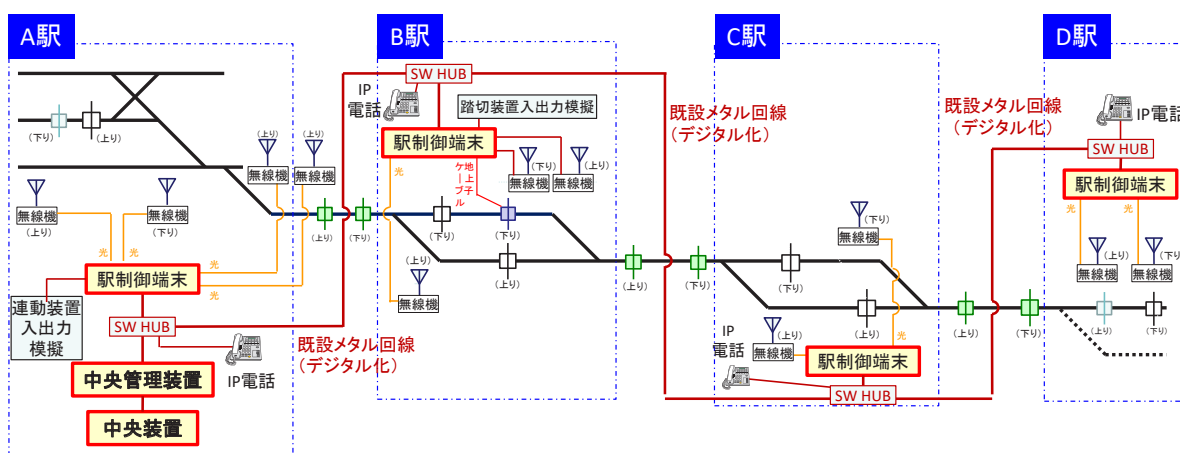 A駅
B駅
C駅
D駅
(下り)
(上り)
無線機
(上り)
無線機
(下り)
(上り)
無線機
(上り)
無線機
光
光
光
光
駅制御端末
連動装置
入出力
模擬
SW HUB
IP電話
中央管理装置
中央装置
既設メタル回線
(デジタル化)
(上り)
(下り)
SW HUB
IP
電話
踏切装置入出力模擬
駅制御端末
光
地上子
ケーブル
(下り)
無線機
(上り)
無線機
(下り)
(下り)
(上り)
無線機
(上り)
既設メタル回線
(デジタル化)
(上り)
(下り)
(下り)
無線機
(下り)
(上り)
(上り)
無線機
光
IP
電話
駅制御端末
SW HUB
既設メタル回線
(デジタル化)
(上り)
(下り)
IP電話
SW HUB
駅制御端末
光
光
(上り)
無線機
(下り)
無線機
(上り)
(下り)